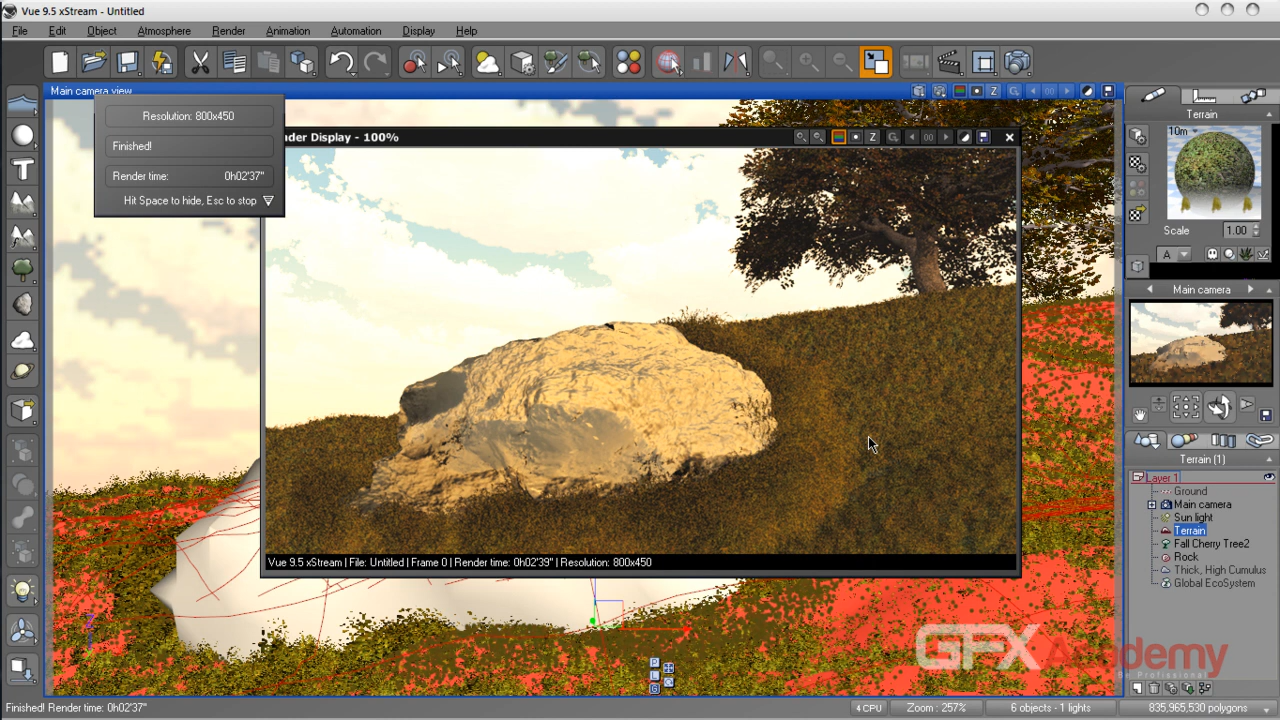 Vue 9.5 xStream - Untitled
File Edit Object Atmosphere Render Animation Automation Display Help
Main camera view
Resolution: 800x450
Finished!
Render time: 0h02'37"
Hit Space to hide, Esc to stop
nder Display - 100%
Vue 9.5 xStream | File: Untitled | Frame 0 | Render time: 0h02'39" | Resolution: 800x450
Terrain
10m
Scale 1.00
A
Main camera
Terrain (1)
Layer 1
Ground
Main camera
Sun light
Terrain
Fall Cherry Tree2
Rock
Thick, High Cumulus
Global EcoSystem
GFXAcademy
Be Professional
Finished! Render time: 0h02'37"
4 CPU
Zoom : 257%
6 objects - 1 lights
835,965,530 polygons